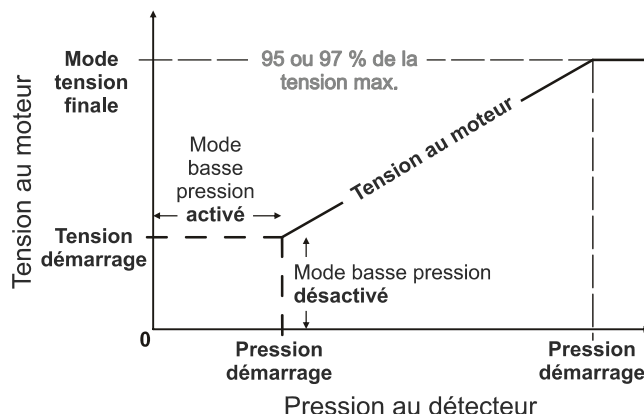 Mode
tension
finale
95 ou 97 % de la
tension max.
Tension au moteur
Tension au moteur
Mode
basse
pression
activé
Tension
démarrage
Mode basse pression
désactivé
0
Pression
démarrage
Pression
démarrage
Pression au détecteur